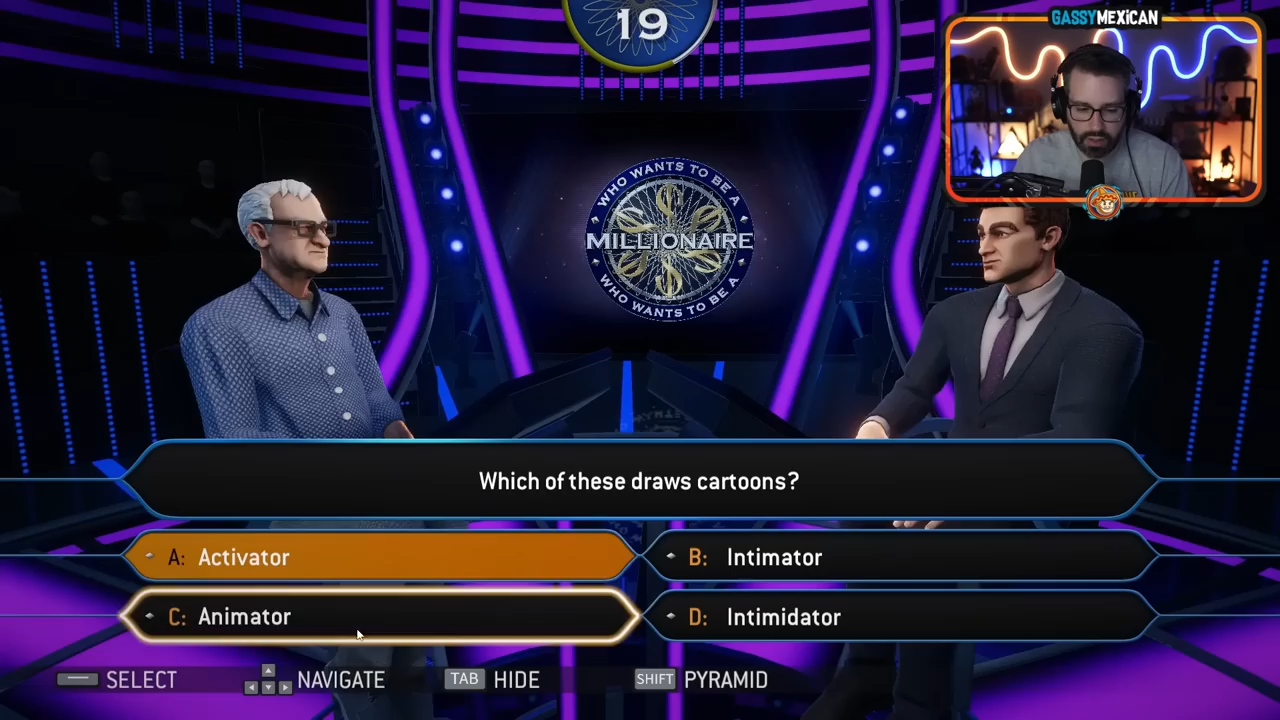 19
GASSYMEXICAN
WHO WANTS TO BE A
MILLIONAIRE
WHO WANTS TO BE A
Which of these draws cartoons?
A: Activator
B: Intimator
C: Animator
D: Intimidator
SELECT
NAVIGATE
TAB HIDE
SHIFT PYRAMID